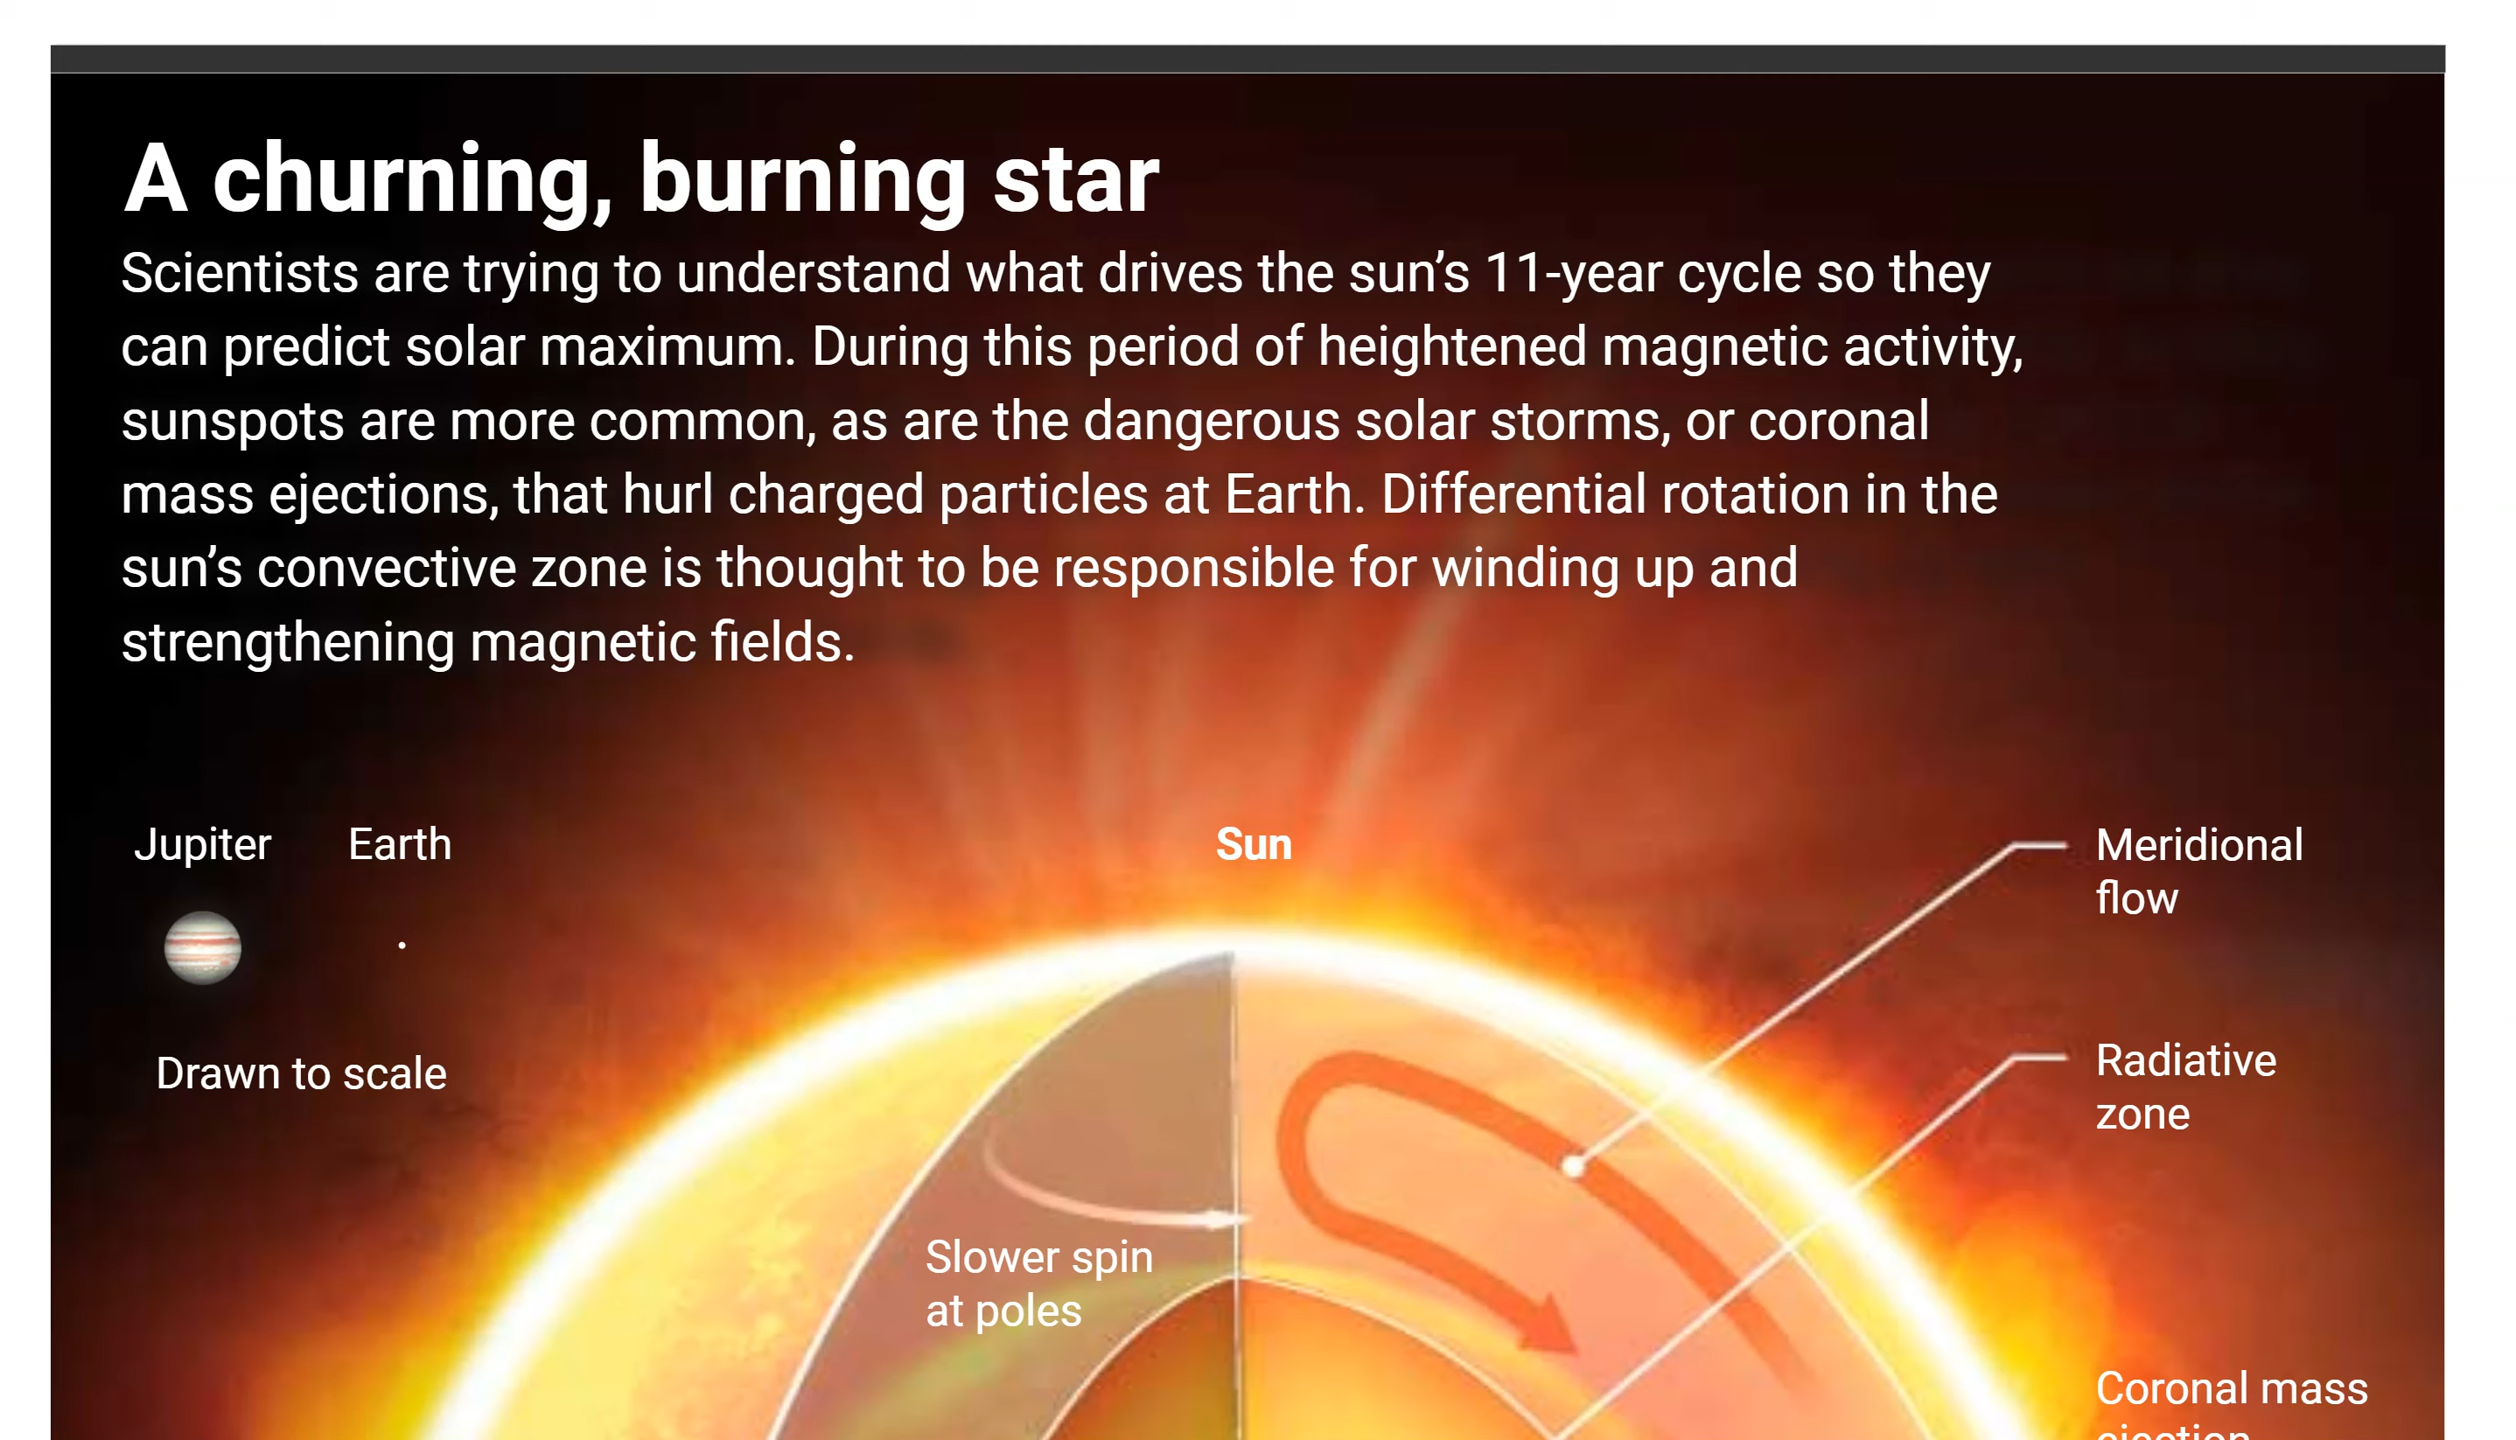 A churning, burning star
Scientists are trying to understand what drives the sun’s 11-year cycle so they
can predict solar maximum. During this period of heightened magnetic activity,
sunspots are more common, as are the dangerous solar storms, or coronal
mass ejections, that hurl charged particles at Earth. Differential rotation in the
sun’s convective zone is thought to be responsible for winding up and
strengthening magnetic fields.
Jupiter
Earth
Drawn to scale
Sun
Meridional
flow
Radiative
zone
Slower spin
at poles
Coronal mass
ejection